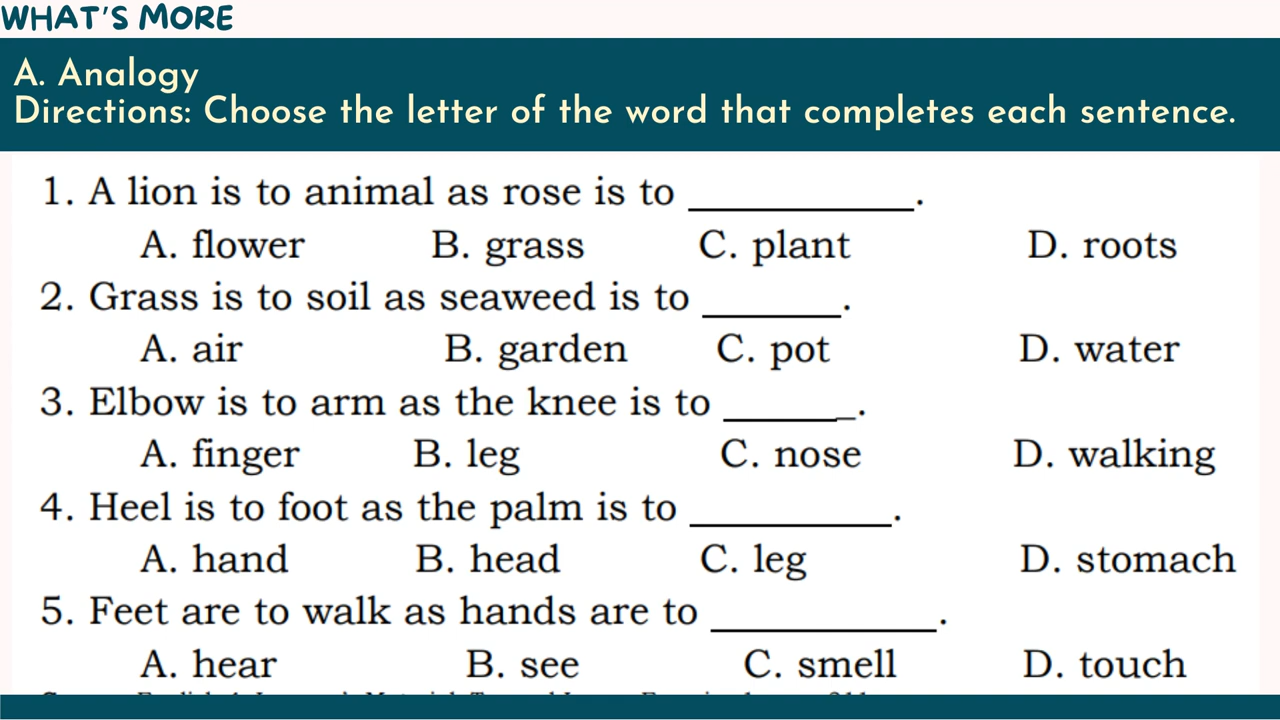 WHAT'S MORE
A. Analogy
Directions: Choose the letter of the word that completes each sentence.
1. A lion is to animal as rose is to ___________.
A. flower B. grass C. plant D. roots
2. Grass is to soil as seaweed is to _______.
A. air B. garden C. pot D. water
3. Elbow is to arm as the knee is to _______.
A. finger B. leg C. nose D. walking
4. Heel is to foot as the palm is to __________.
A. hand B. head C. leg D. stomach
5. Feet are to walk as hands are to ___________.
A. hear B. see C. smell D. touch